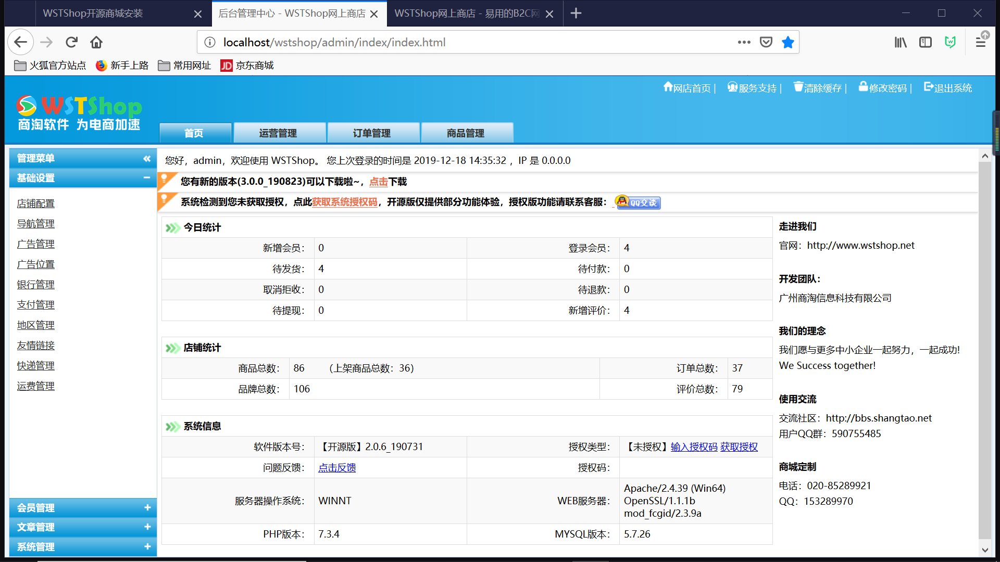 WSTShop开源商城安装
后台管理中心 - WSTShop网上商店
WSTShop网上商店 - 易用的B2C网
localhost/wstshop/admin/index/index.html
火狐官方站点 新手上路 常用网址 JD 京东商城
网店首页 | 服务支持 | 清除缓存 | 修改密码 | 退出系统
WSTShop
商淘软件 为电商加速
首页 运营管理 订单管理 商品管理
管理菜单 «
基础设置 −
店铺配置
导航管理
广告管理
广告位置
银行管理
支付管理
地区管理
友情链接
快递管理
运费管理
会员管理 +
文章管理 +
系统管理 +
您好，admin，欢迎使用 WSTShop。 您上次登录的时间是 2019-12-18 14:35:32 ，IP 是 0.0.0.0
您有新的版本(3.0.0_190823)可以下载啦~，点击下载
系统检测到您未获取授权，点此获取系统授权码，开源版仅提供部分功能体验，授权版功能请联系客服： QQ交谈
今日统计
新增会员： 0 登录会员： 4
待发货： 4 待付款： 0
取消拒收： 0 待退款： 0
待提现： 0 新增评价： 4
店铺统计
商品总数： 86 （上架商品总数：36） 订单总数： 37
品牌总数： 106 评价总数： 79
系统信息
软件版本号： 【开源版】2.0.6_190731 授权类型： 【未授权】输入授权码 获取授权
问题反馈： 点击反馈 授权码：
服务器操作系统： WINNT WEB服务器： Apache/2.4.39 (Win64)
OpenSSL/1.1.1b
mod_fcgid/2.3.9a
PHP版本： 7.3.4 MYSQL版本： 5.7.26
走进我们
官网：http://www.wstshop.net
开发团队：
广州商淘信息科技有限公司
我们的理念
我们愿与更多中小企业一起努力，一起成功!
We Success together!
使用交流
交流社区：http://bbs.shangtao.net
用户QQ群：590755485
商城定制
电话：020-85289921
QQ：153289970